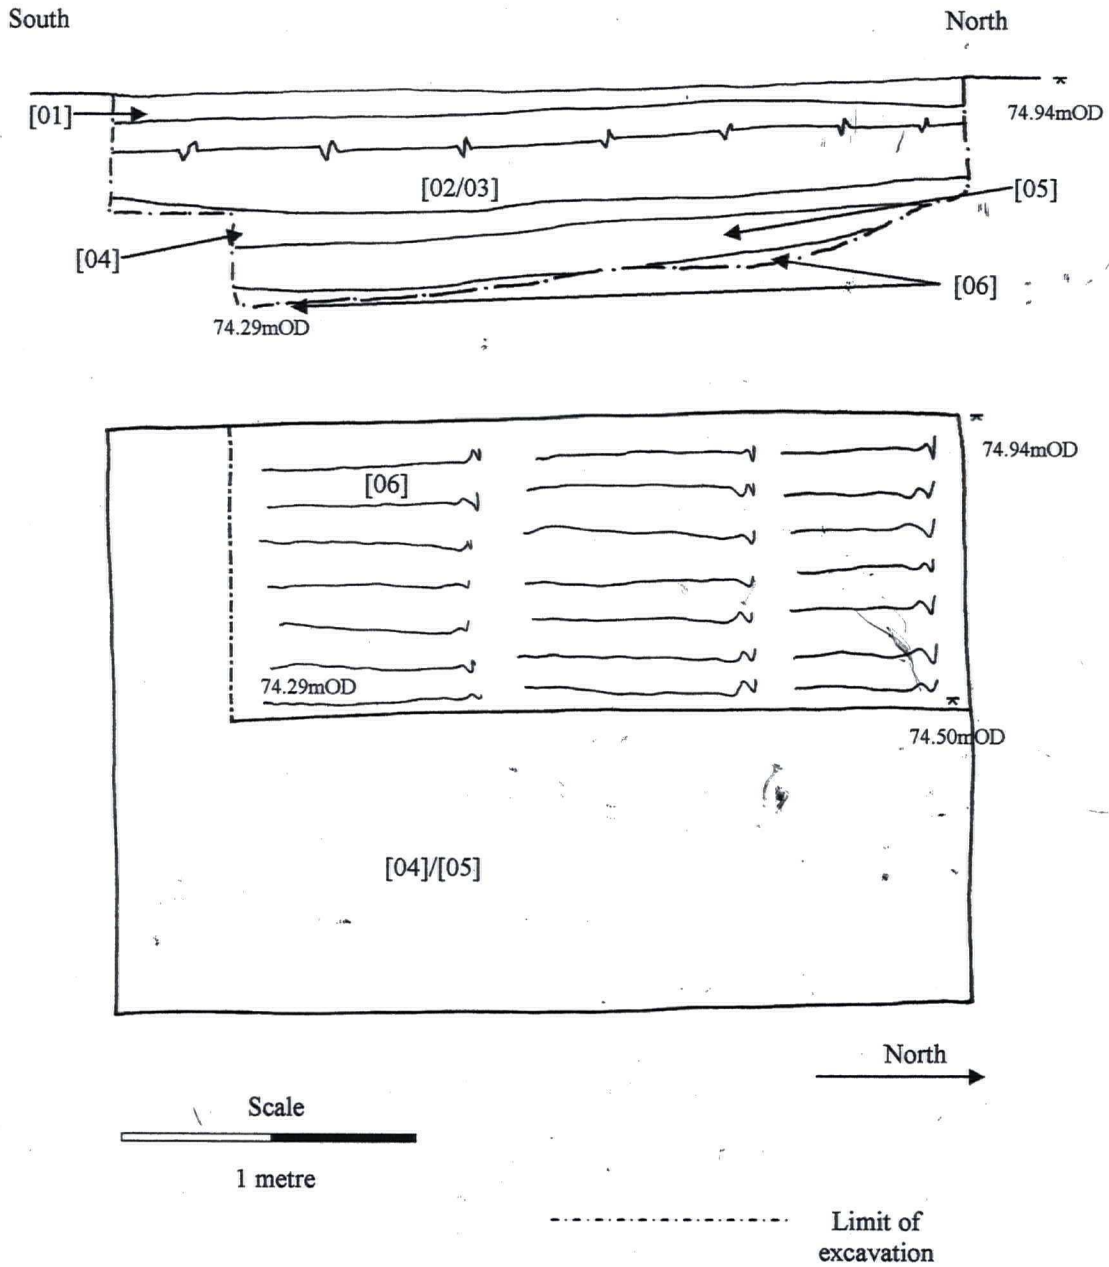 South
North
[01]
74.94mOD
[02/03]
[05]
[04]
[06]
74.29mOD
74.94mOD
[06]
74.29mOD
74.50mOD
[04]/[05]
North
Scale
1 metre
Limit of
excavation